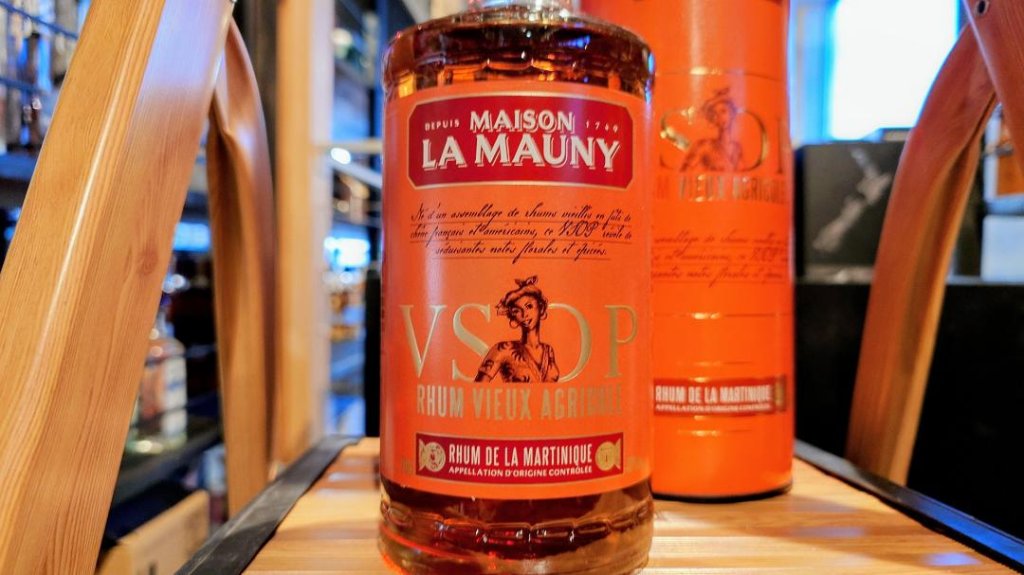 DEPUIS 1749
MAISON
LA MAUNY
Né d'un assemblage de rhums vieillis en fûts de
chêne français et américains, ce VSOP révèle de
séduisantes notes florales et épicées.
VSOP
RHUM VIEUX AGRICOLE
RHUM DE LA MARTINIQUE
APPELLATION D'ORIGINE CONTRÔLÉE
VSOP
VIEUX AGRICOLE
RHUM DE LA MARTINIQUE
APPELLATION D'ORIGINE CONTRÔLÉE